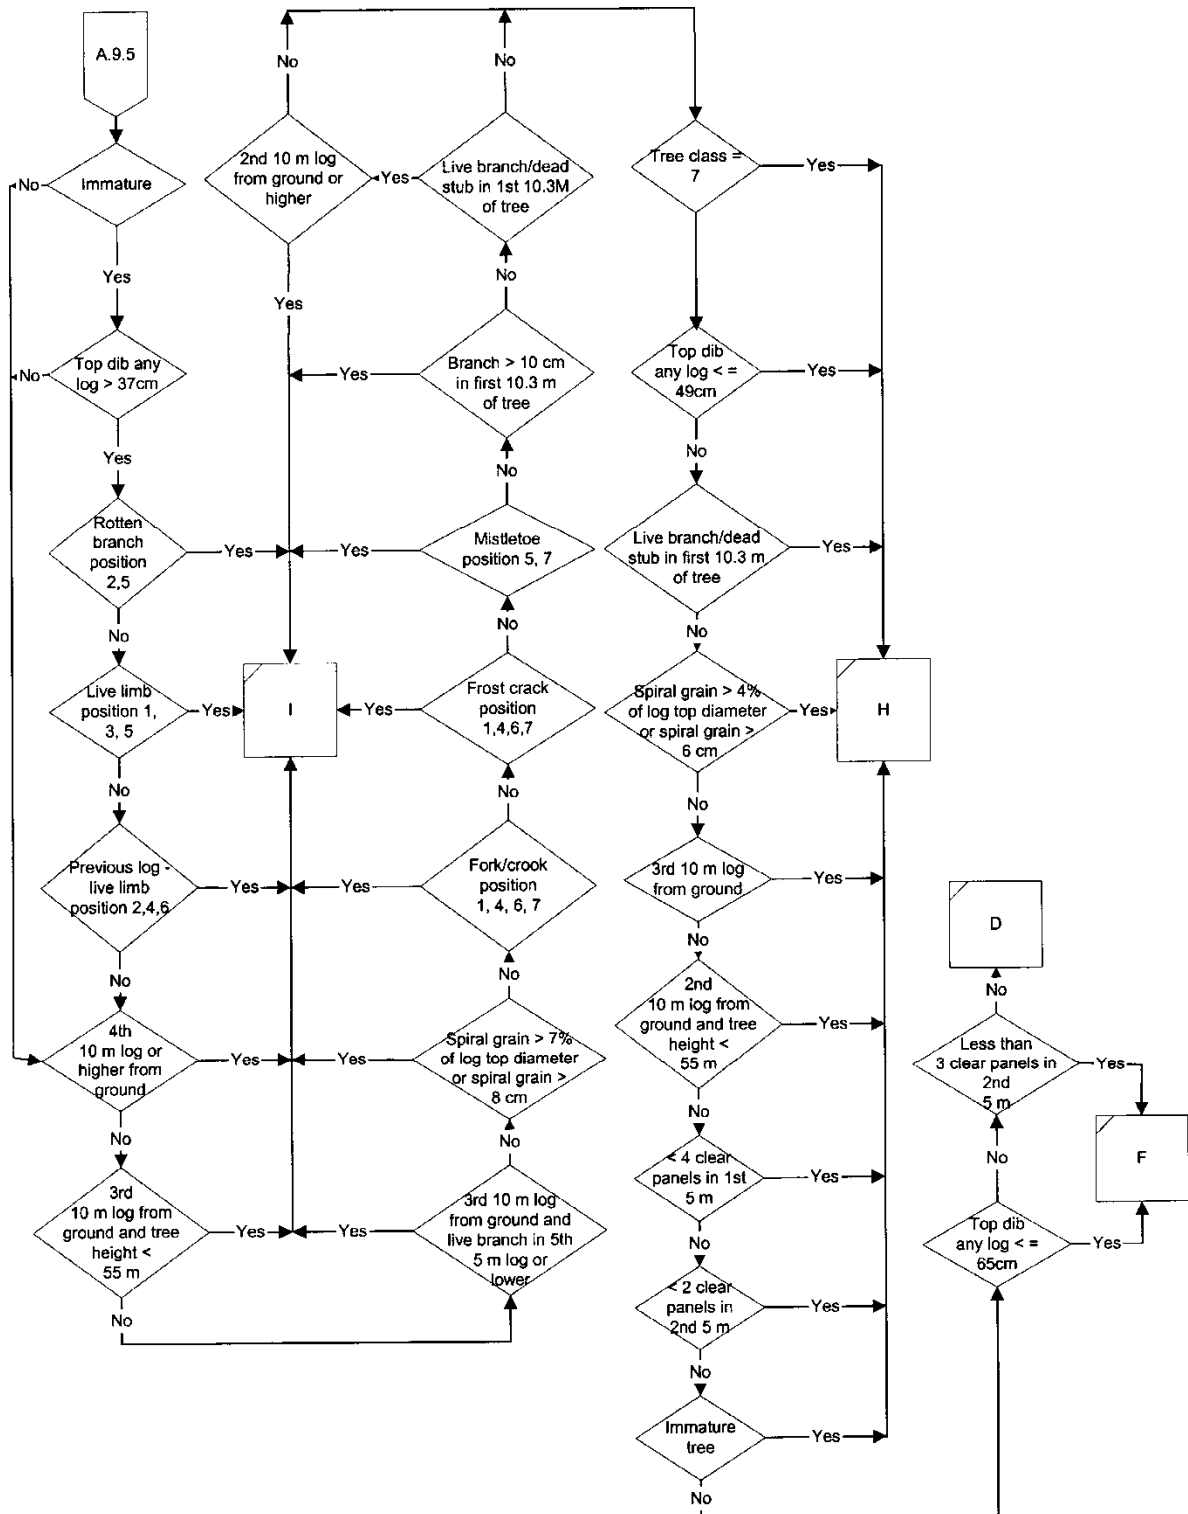 A.9.5
Immature
No
Yes
Top dib any
log > 37cm
No
Yes
Rotten
branch
position
2,5
Yes
No
Live limb
position 1,
3, 5
Yes
No
Previous log -
live limb
position 2,4,6
Yes
No
4th
10 m log or
higher from
ground
Yes
No
3rd
10 m log from
ground and tree
height <
55 m
Yes
No
No
2nd 10 m log
from ground or
higher
Yes
Yes
I
No
Live branch/dead
stub in 1st 10.3M
of tree
No
Branch > 10 cm
in first 10.3 m
of tree
Yes
No
Mistletoe
position 5, 7
Yes
No
Frost crack
position
1,4,6,7
Yes
No
Fork/crook
position
1, 4, 6, 7
Yes
No
Spiral grain > 7%
of log top diameter
or spiral grain >
8 cm
Yes
No
3rd 10 m log
from ground and
live branch in 5th
5 m log or
lower
Yes
Tree class =
7
Yes
Top dib
any log < =
49cm
Yes
No
Live branch/dead
stub in first 10.3 m
of tree
Yes
No
Spiral grain > 4%
of log top diameter
or spiral grain >
6 cm
Yes
H
No
3rd 10 m log
from ground
Yes
No
2nd
10 m log from
ground and tree
height <
55 m
Yes
No
< 4 clear
panels in 1st
5 m
Yes
No
< 2 clear
panels in
2nd 5 m
Yes
No
Immature
tree
Yes
No
D
No
Less than
3 clear panels in
2nd
5 m
Yes
F
No
Top dib
any log < =
65cm
Yes